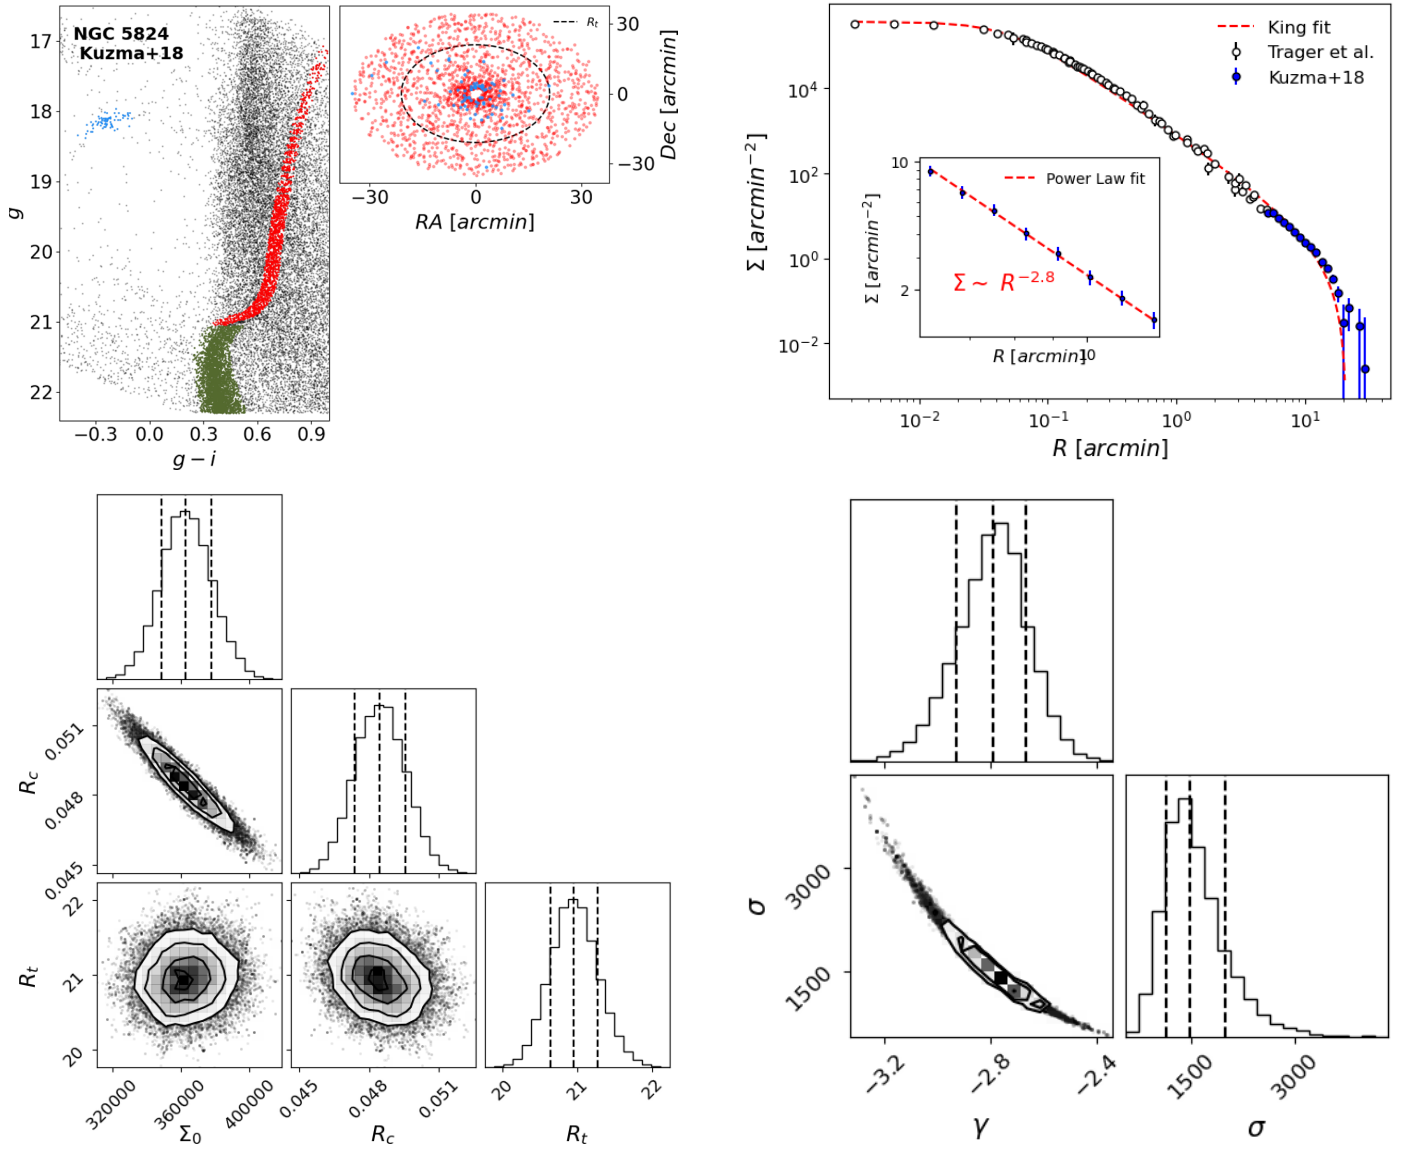 NGC 5824
Kuzma+18
17
18
19
20
21
22
g
−0.3 0.0 0.3 0.6 0.9
g − i
R_t
30
0
−30
Dec [arcmin]
−30 0 30
RA [arcmin]
King fit
Trager et al.
Kuzma+18
10^4
10^2
10^0
10^−2
Σ [arcmin^−2]
10^−2 10^−1 10^0 10^1
R [arcmin]
Power Law fit
10
2
Σ [arcmin^−2]
Σ ~ R^−2.8
R [arcmin]
10
0.051
0.048
0.045
R_c
22
21
20
R_t
320000 360000 400000
Σ_0
0.045 0.048 0.051
R_c
20 21 22
R_t
3000
1500
σ
−3.2 −2.8 −2.4
γ
1500 3000
σ